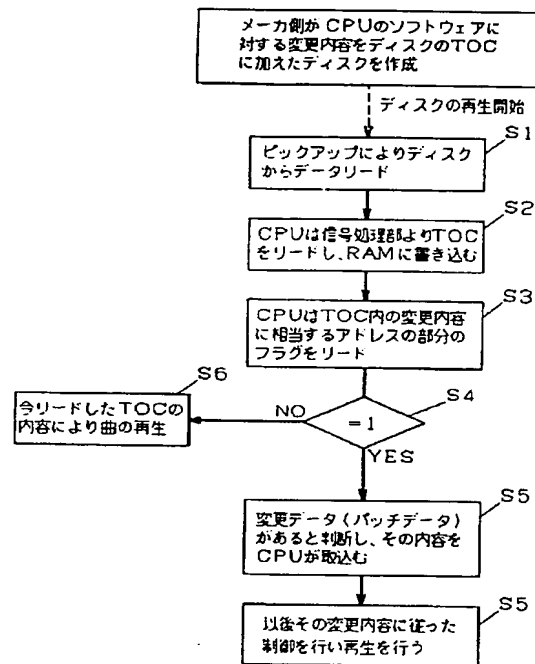 メーカ側が CPUのソフトウェアに
対する変更内容をディスクのTOC
に加えたディスクを作成
ディスクの再生開始
S1
ピックアップによりディスク
からデータリード
S2
CPUは信号処理部よりTOC
をリードし、RAMに書き込む
S3
CPUはTOC内の変更内容
に相当するアドレスの部分の
フラグをリード
S6
今リードしたTOCの
内容により曲の再生
NO
S4
=1
YES
S5
変更データ(パッチデータ)
があると判断し、その内容を
CPUが取込む
S5
以後その変更内容に従った
制御を行い再生を行う